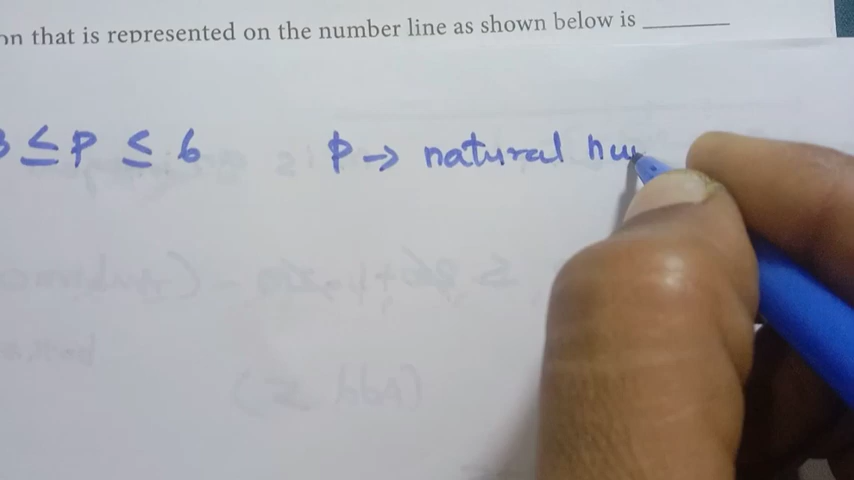 on that is represented on the number line as shown below is ________
3 ≤ P ≤ 6 P → natural nu